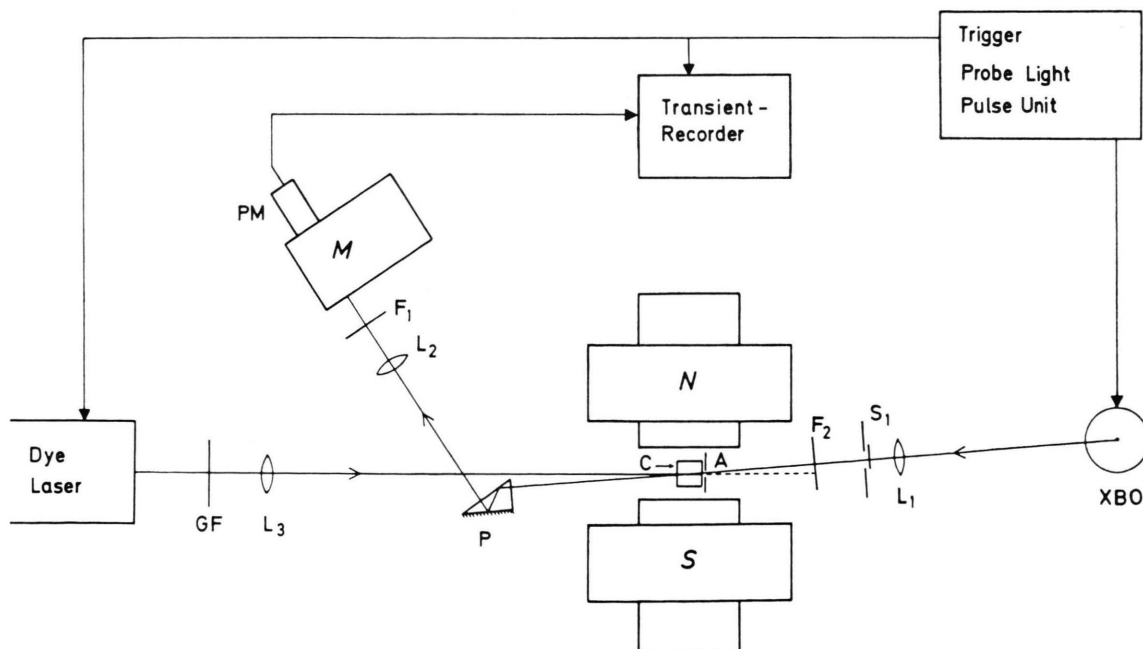 Trigger
Probe Light
Pulse Unit
Transient-
Recorder
PM
M
F₁
L₂
N
S₁
F₂
C
A
L₁
XBO
Dye
Laser
GF
L₃
P
S